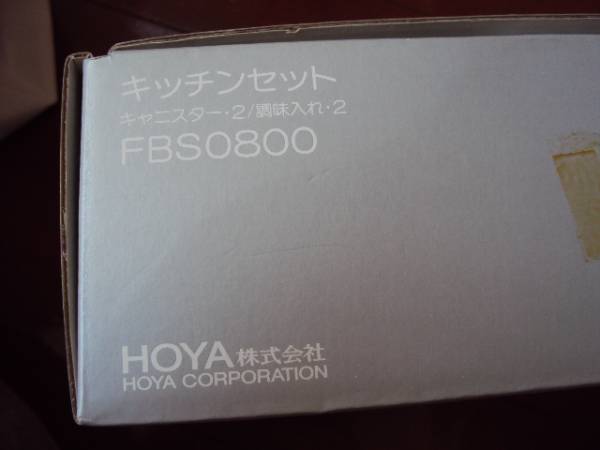 キッチンセット
キャニスター・2/調味入れ・2
FBS0800
HOYA株式会社
HOYA CORPORATION